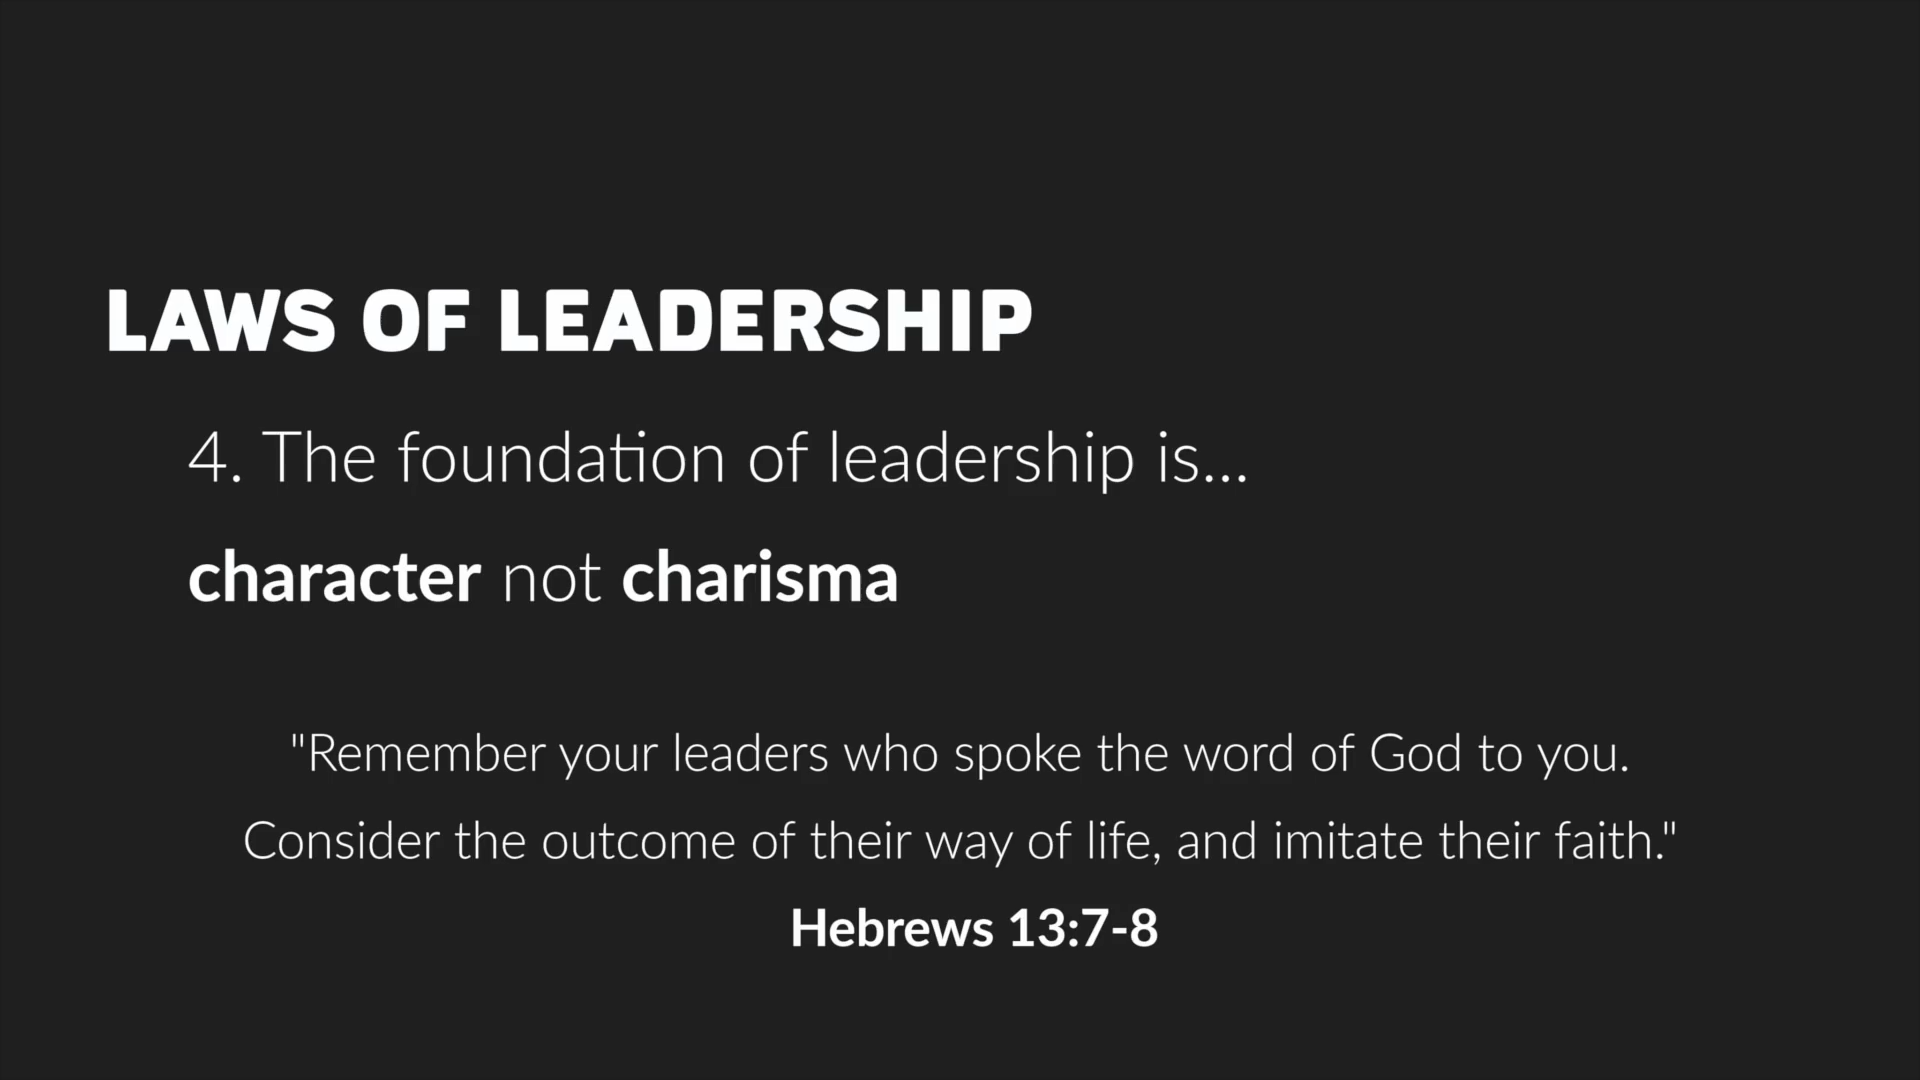 LAWS OF LEADERSHIP
4. The foundation of leadership is...
character not charisma
"Remember your leaders who spoke the word of God to you.
Consider the outcome of their way of life, and imitate their faith."
Hebrews 13:7-8